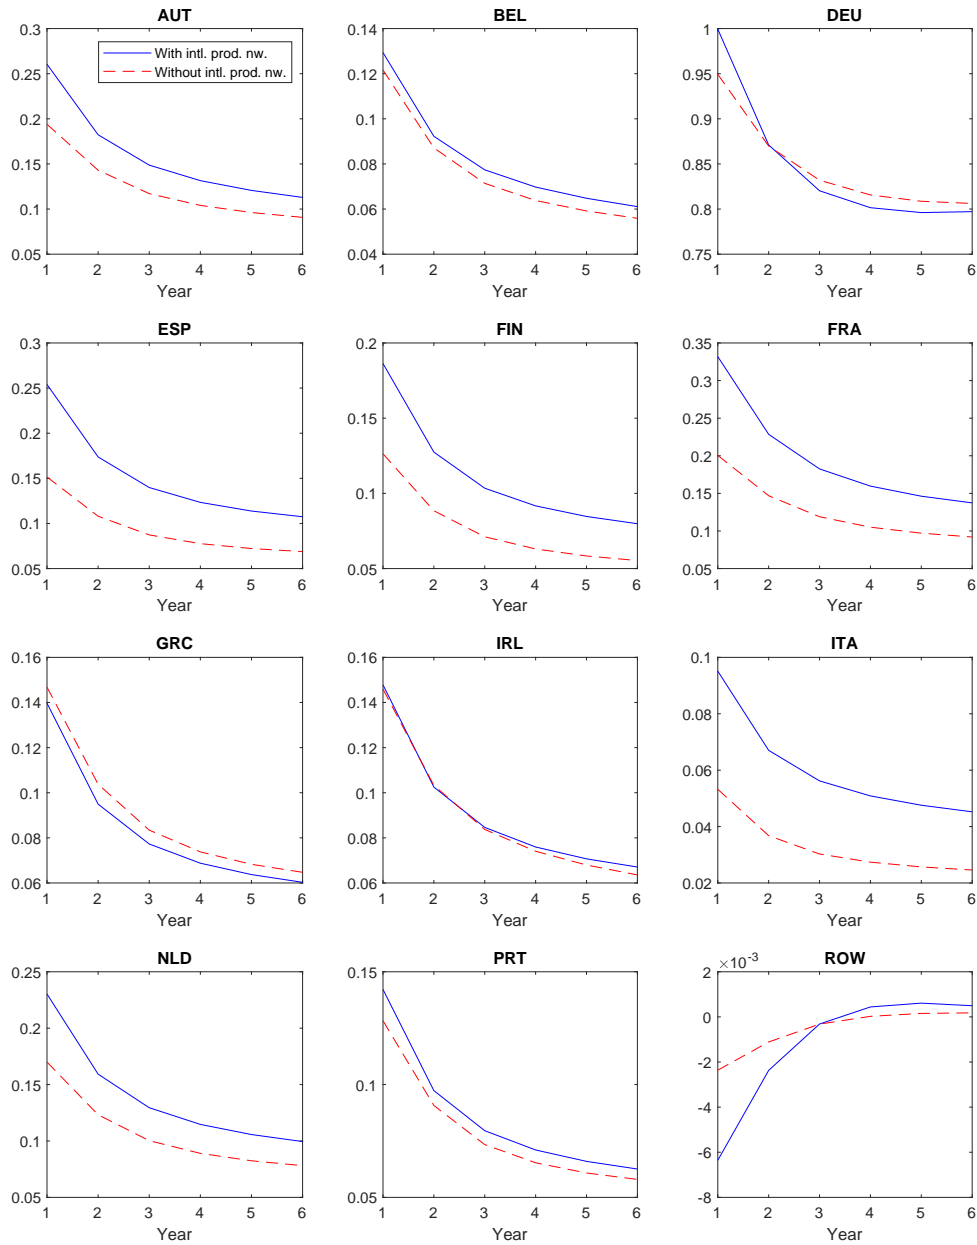 AUT
0.3
0.25
0.2
0.15
0.1
0.05
With intl. prod. nw.
Without intl. prod. nw.
1 2 3 4 5 6
Year
BEL
0.14
0.12
0.1
0.08
0.06
0.04
1 2 3 4 5 6
Year
DEU
1
0.95
0.9
0.85
0.8
0.75
1 2 3 4 5 6
Year
ESP
0.3
0.25
0.2
0.15
0.1
0.05
1 2 3 4 5 6
Year
FIN
0.2
0.15
0.1
0.05
1 2 3 4 5 6
Year
FRA
0.35
0.3
0.25
0.2
0.15
0.1
0.05
1 2 3 4 5 6
Year
GRC
0.16
0.14
0.12
0.1
0.08
0.06
1 2 3 4 5 6
Year
IRL
0.16
0.14
0.12
0.1
0.08
0.06
1 2 3 4 5 6
Year
ITA
0.1
0.08
0.06
0.04
0.02
1 2 3 4 5 6
Year
NLD
0.25
0.2
0.15
0.1
0.05
1 2 3 4 5 6
Year
PRT
0.15
0.1
0.05
1 2 3 4 5 6
Year
ROW
×10⁻³
2
0
-2
-4
-6
-8
1 2 3 4 5 6
Year